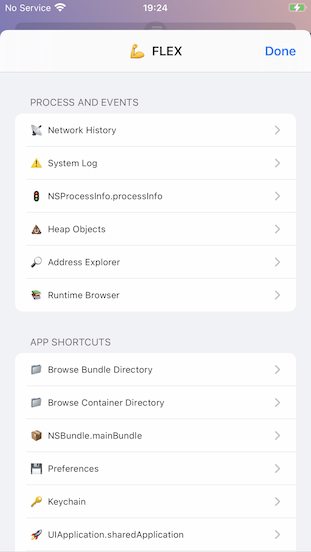 No Service 19:24
💪 FLEX Done
PROCESS AND EVENTS
📡 Network History
⚠️ System Log
🚦 NSProcessInfo.processInfo
💩 Heap Objects
🔎 Address Explorer
📚 Runtime Browser
APP SHORTCUTS
📁 Browse Bundle Directory
📁 Browse Container Directory
📦 NSBundle.mainBundle
💾 Preferences
🔑 Keychain
🚀 UIApplication.sharedApplication